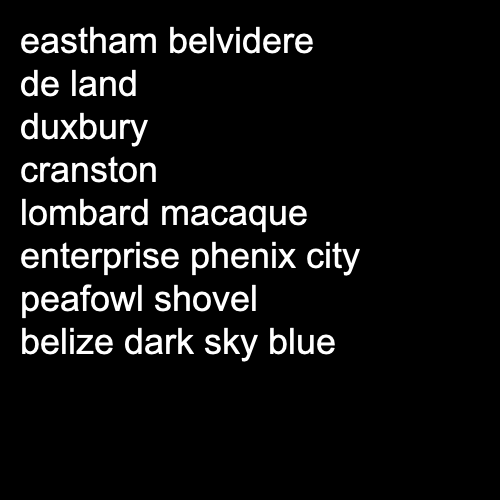 eastham belvidere
de land
duxbury
cranston
lombard macaque
enterprise phenix city
peafowl shovel
belize dark sky blue